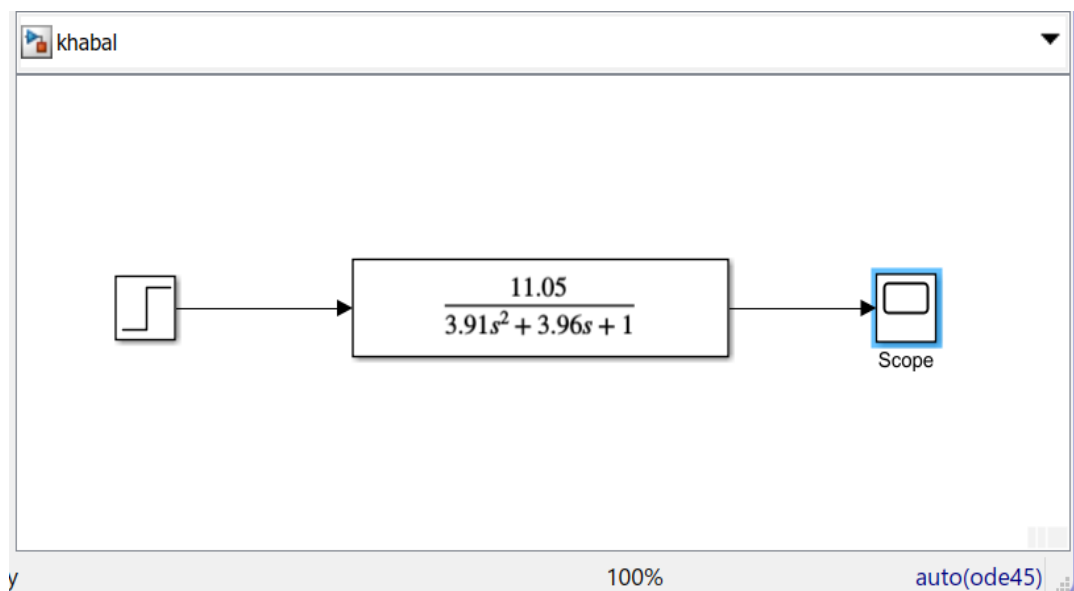 khabal
11.05
3.91s² + 3.96s + 1
Scope
y
100%
auto(ode45)